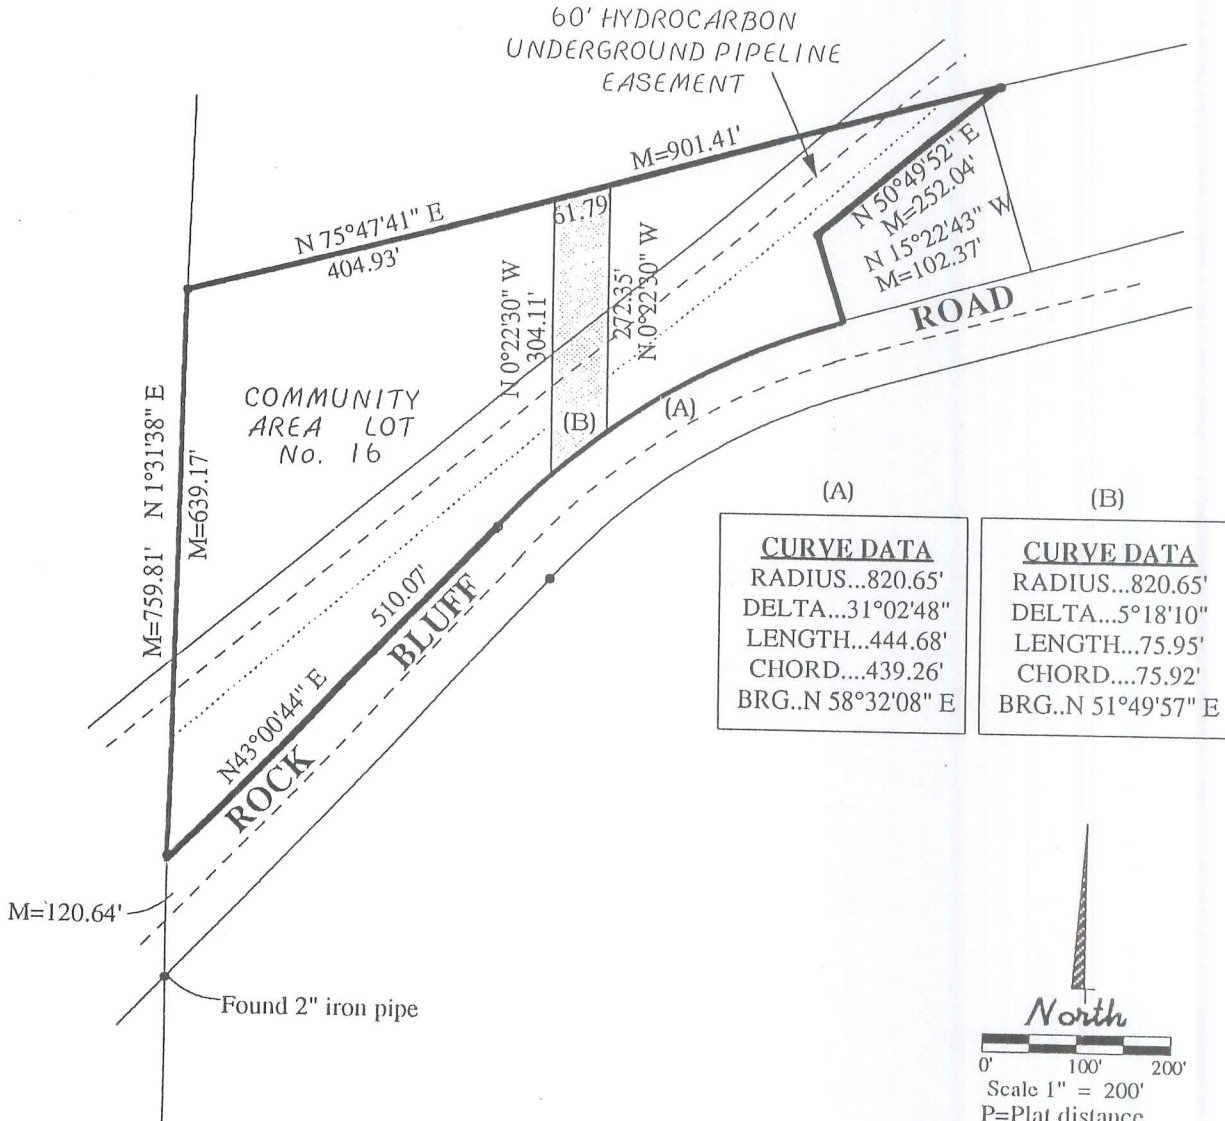 60' HYDROCARBON
UNDERGROUND PIPELINE
EASEMENT
M=901.41'
N 75°47'41" E
404.93'
61.79
N 50°49'52" E
M=252.04'
N 15°22'43" W
M=102.37'
ROAD
N 0°22'30" W
304.11'
272.35'
N 0°22'30" W
COMMUNITY
AREA LOT
No. 16
(B)
(A)
N 1°31'38" E
M=759.81'
M=639.17'
510.07'
N43°00'44" E
ROCK BLUFF
(A)
CURVE DATA
RADIUS...820.65'
DELTA...31°02'48"
LENGTH...444.68'
CHORD....439.26'
BRG..N 58°32'08" E
(B)
CURVE DATA
RADIUS...820.65'
DELTA...5°18'10"
LENGTH...75.95'
CHORD....75.92'
BRG..N 51°49'57" E
M=120.64'
Found 2" iron pipe
North
0' 100' 200'
Scale 1" = 200'
P=Plat distance